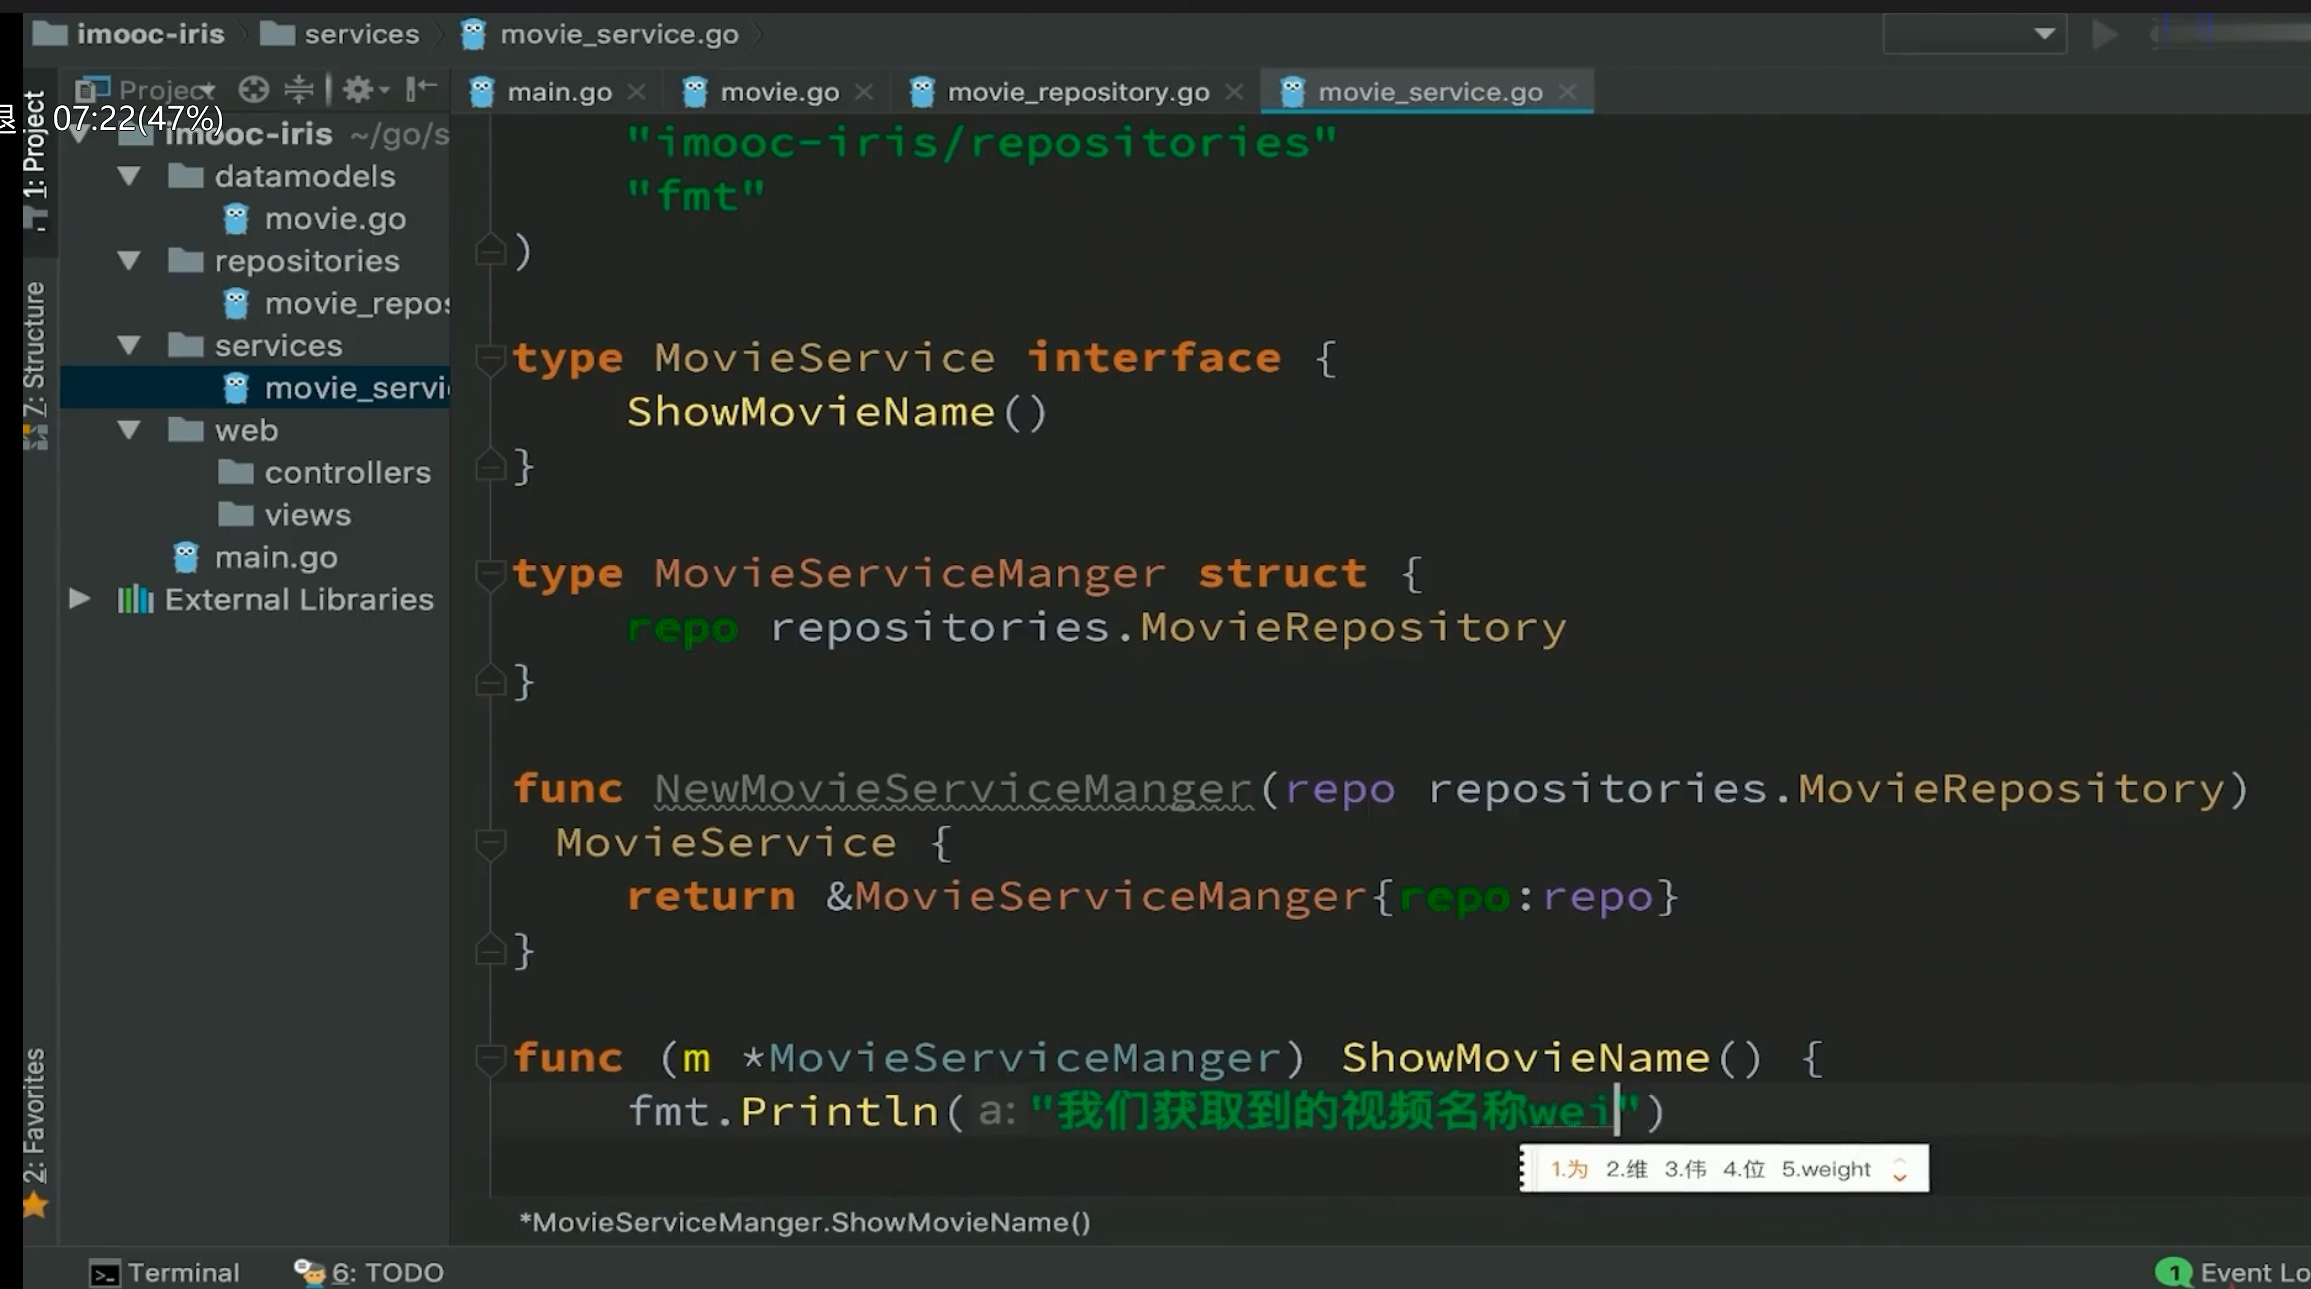 imooc-iris services movie_service.go
Project
main.go movie.go movie_repository.go movie_service.go
07:22(47%)
1: Project
imooc-iris ~/go/s
datamodels
movie.go
repositories
movie_repos
services
movie_servi
web
controllers
views
main.go
External Libraries
7: Structure
2: Favorites
"imooc-iris/repositories"
"fmt"
)
type MovieService interface {
ShowMovieName()
}
type MovieServiceManger struct {
repo repositories.MovieRepository
}
func NewMovieServiceManger(repo repositories.MovieRepository)
MovieService {
return &MovieServiceManger{repo:repo}
}
func (m *MovieServiceManger) ShowMovieName() {
fmt.Println( a: "我们获取到的视频名称wei")
1.为 2.维 3.伟 4.位 5.weight
*MovieServiceManger.ShowMovieName()
Terminal 6: TODO 1 Event Lo